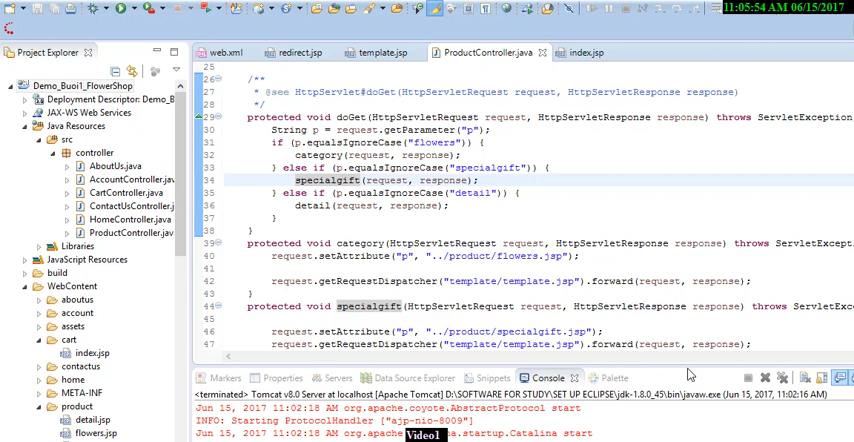 11:05:54 AM 06/15/2017
Project Explorer
web.xml
redirect.jsp
template.jsp
ProductController.java
index.jsp
Demo_Buoi1_FlowerShop
Deployment Descriptor: Demo_B
JAX-WS Web Services
Java Resources
src
controller
AboutUs.java
AccountController.jav
CartController.java
ContactUsController.ja
HomeController.java
ProductController.java
Libraries
JavaScript Resources
build
WebContent
aboutus
account
assets
cart
index.jsp
contactus
home
META-INF
product
detail.jsp
flowers.jsp
25
26 /**
27 * @see HttpServlet#doGet(HttpServletRequest request, HttpServletResponse response)
28 */
29 protected void doGet(HttpServletRequest request, HttpServletResponse response) throws ServletException
30 String p = request.getParameter("p");
31 if (p.equalsIgnoreCase("flowers")) {
32 category(request, response);
33 } else if (p.equalsIgnoreCase("specialgift")) {
34 specialgift(request, response);
35 } else if (p.equalsIgnoreCase("detail")) {
36 detail(request, response);
37 }
38 }
39 protected void category(HttpServletRequest request, HttpServletResponse response) throws ServletExcep
40 request.setAttribute("p", "../product/flowers.jsp");
41
42 request.getRequestDispatcher("template/template.jsp").forward(request, response);
43 }
44 protected void specialgift(HttpServletRequest request, HttpServletResponse response) throws ServletEx
45
46 request.setAttribute("p", "../product/specialgift.jsp");
47 request.getRequestDispatcher("template/template.jsp").forward(request, response);
Markers
Properties
Servers
Data Source Explorer
Snippets
Console
Palette
<terminated> Tomcat v8.0 Server at localhost [Apache Tomcat] D:\SOFTWARE FOR STUDY\SET UP ECLIPSE\jdk-1.8.0_45\bin\javaw.exe (Jun 15, 2017, 11:02:16 AM)
Jun 15, 2017 11:02:18 AM org.apache.coyote.AbstractProtocol start
INFO: Starting ProtocolHandler ["ajp-nio-8009"]
Jun 15, 2017 11:02:18 AM
na.startup.Catalina start
Video1